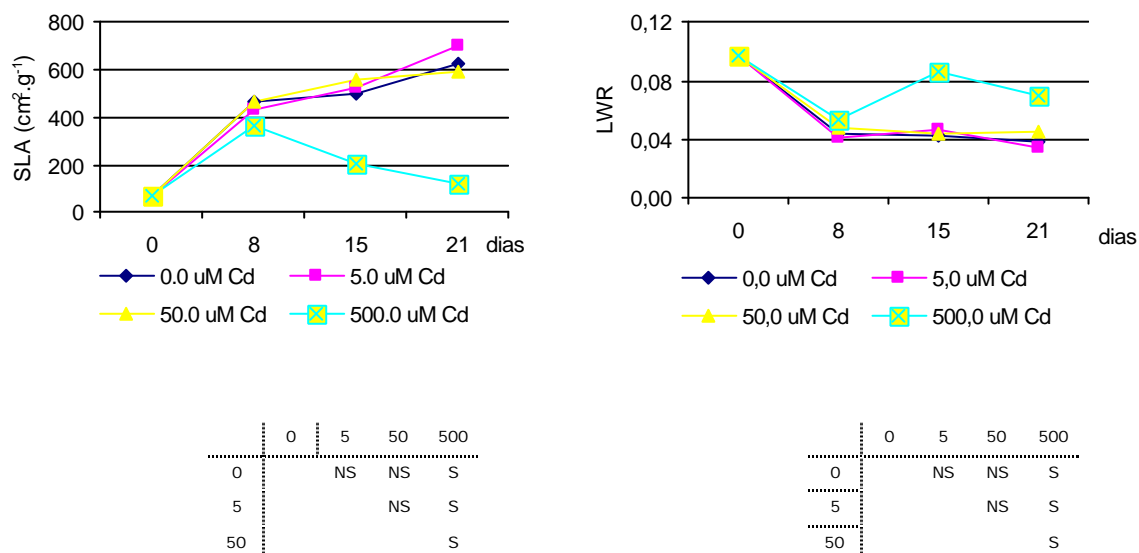 800
600
400
200
0
SLA (cm².g⁻¹)
0 8 15 21 dias
0.0 uM Cd 5.0 uM Cd
50.0 uM Cd 500.0 uM Cd
0,12
0,08
0,04
0,00
LWR
0 8 15 21 dias
0,0 uM Cd 5,0 uM Cd
50,0 uM Cd 500,0 uM Cd
0 5 50 500
0 NS NS S
5 NS S
50 S
0 5 50 500
0 NS NS S
5 NS S
50 S